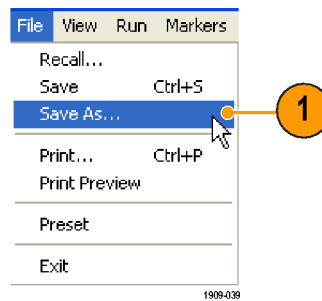 File View Run Markers
Recall...
Save Ctrl+S
Save As...
1
Print... Ctrl+P
Print Preview
Preset
Exit
1909-039